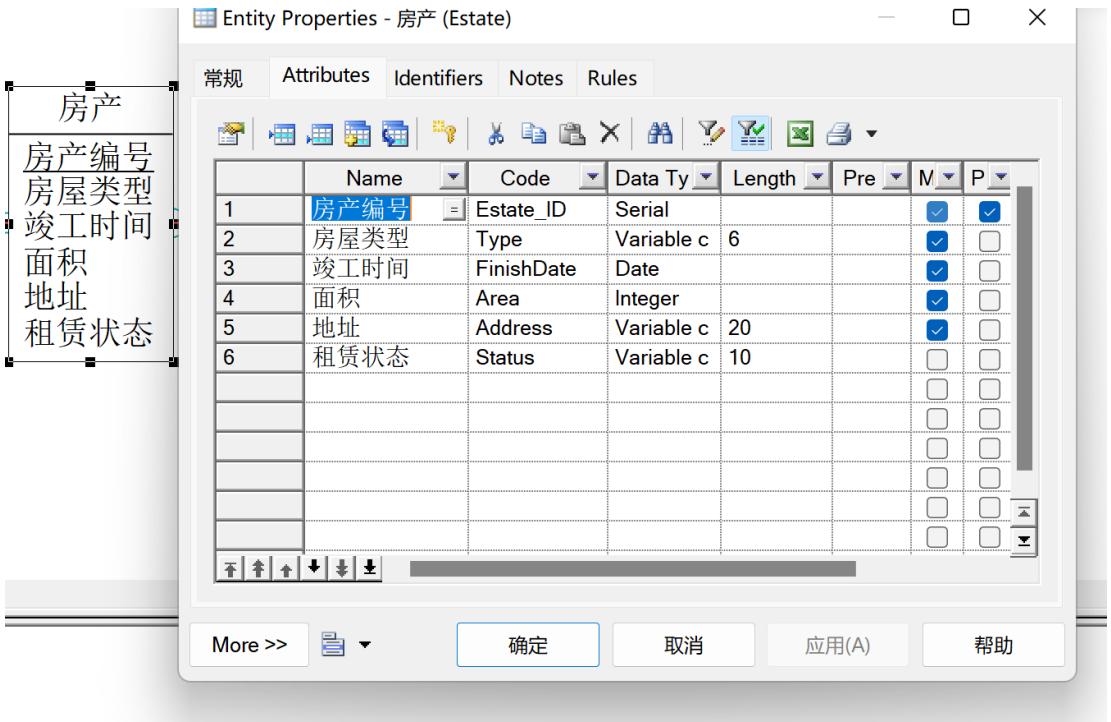 Entity Properties - 房产 (Estate)
常规 Attributes Identifiers Notes Rules
房产
房产编号
房屋类型
竣工时间
面积
地址
租赁状态
Name Code Data Ty Length Pre M P
1 房产编号 = Estate_ID Serial
2 房屋类型 Type Variable c 6
3 竣工时间 FinishDate Date
4 面积 Area Integer
5 地址 Address Variable c 20
6 租赁状态 Status Variable c 10
More >> 确定 取消 应用(A) 帮助